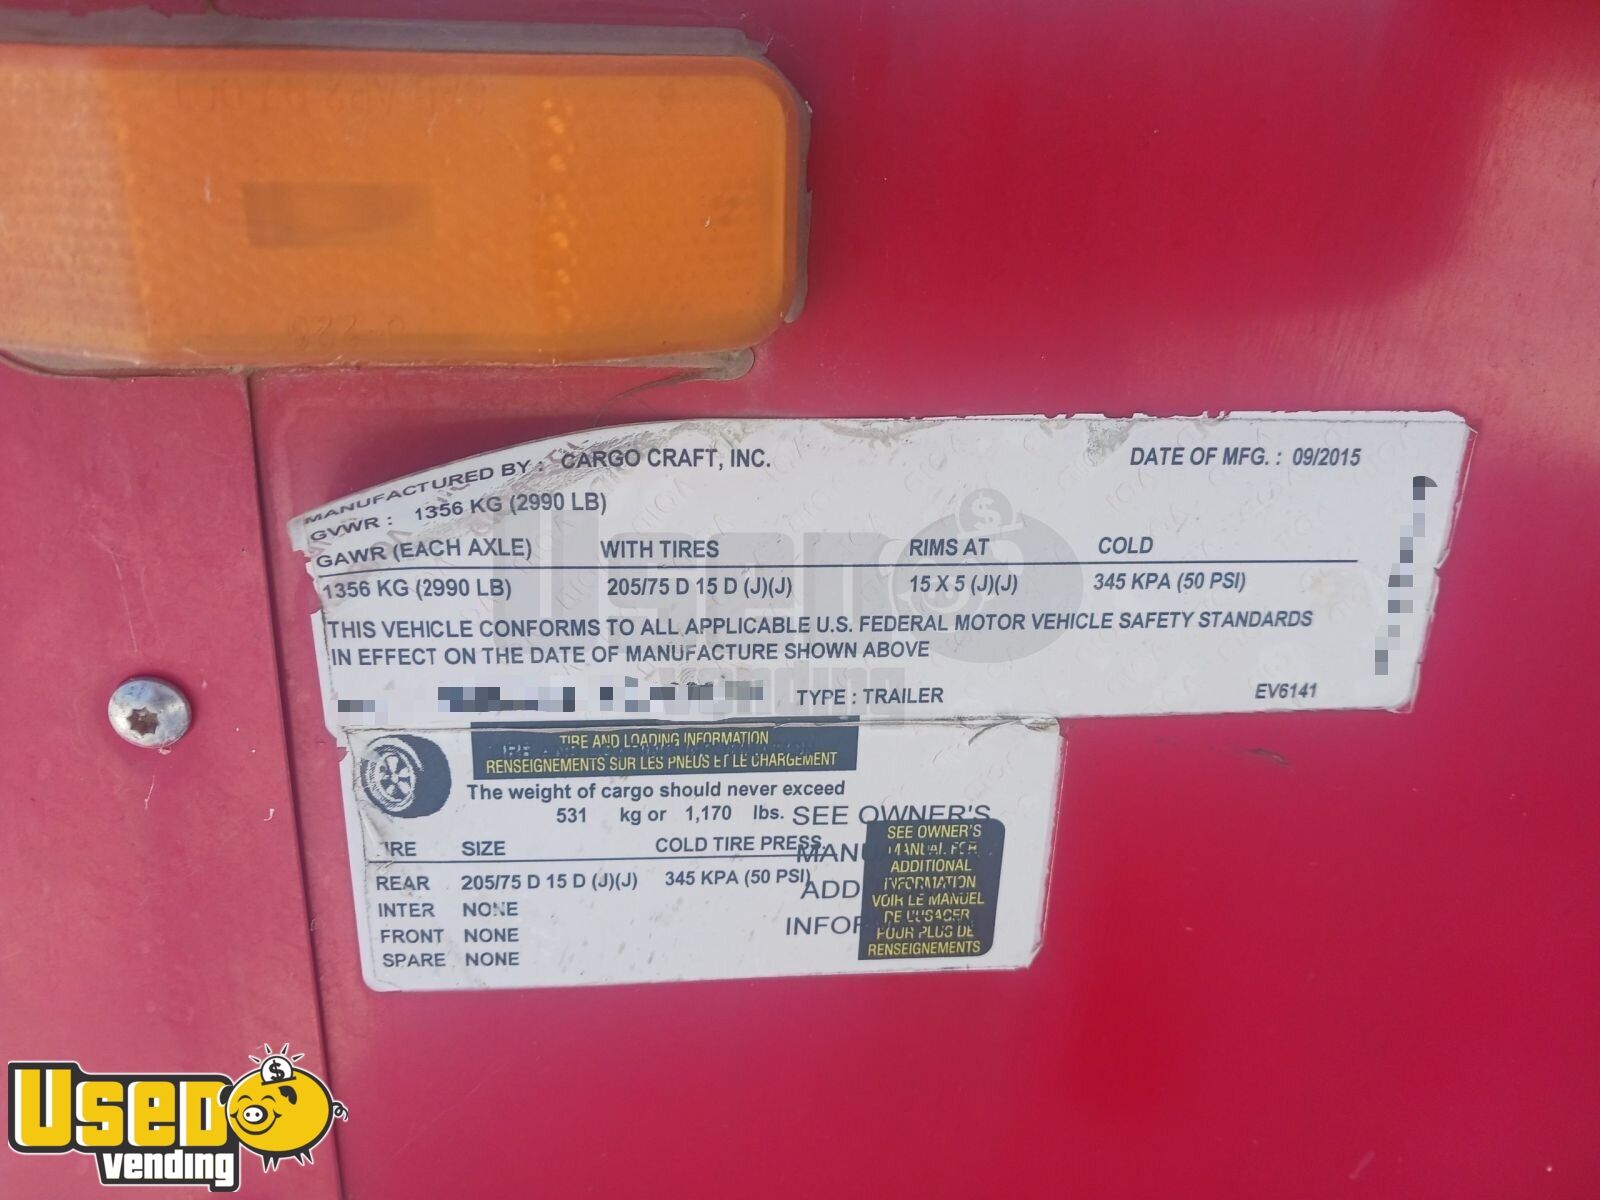 MANUFACTURED BY : CARGO CRAFT, INC. DATE OF MFG. : 09/2015
GVWR : 1356 KG (2990 LB)
GAWR (EACH AXLE) WITH TIRES RIMS AT COLD
1356 KG (2990 LB) 205/75 D 15 D (J)(J) 15 X 5 (J)(J) 345 KPA (50 PSI)
THIS VEHICLE CONFORMS TO ALL APPLICABLE U.S. FEDERAL MOTOR VEHICLE SAFETY STANDARDS
IN EFFECT ON THE DATE OF MANUFACTURE SHOWN ABOVE
TYPE : TRAILER EV6141
TIRE AND LOADING INFORMATION
RENSEIGNEMENTS SUR LES PNEUS ET LE CHARGEMENT
The weight of cargo should never exceed
531 kg or 1,170 lbs.
SEE OWNER'S
TIRE SIZE COLD TIRE PRESS.
REAR 205/75 D 15 D (J)(J) 345 KPA (50 PSI)
INTER NONE
FRONT NONE
SPARE NONE
SEE OWNER'S
MANUAL FOR
ADDITIONAL
INFORMATION
VOIR LE MANUEL
DE L'USAGER
POUR PLUS DE
RENSEIGNEMENTS
Used
vending
Used
vending